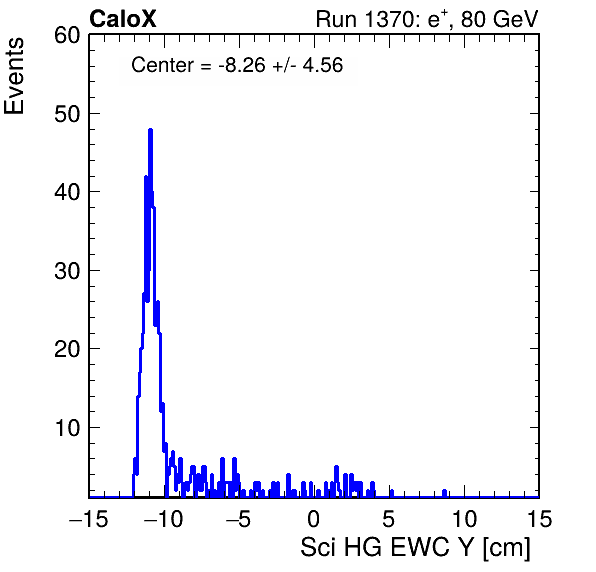 CaloX Run 1370: e⁺, 80 GeV
Center = -8.26 +/- 4.56
Events
60
50
40
30
20
10
−15 −10 −5 0 5 10 15
Sci HG EWC Y [cm]